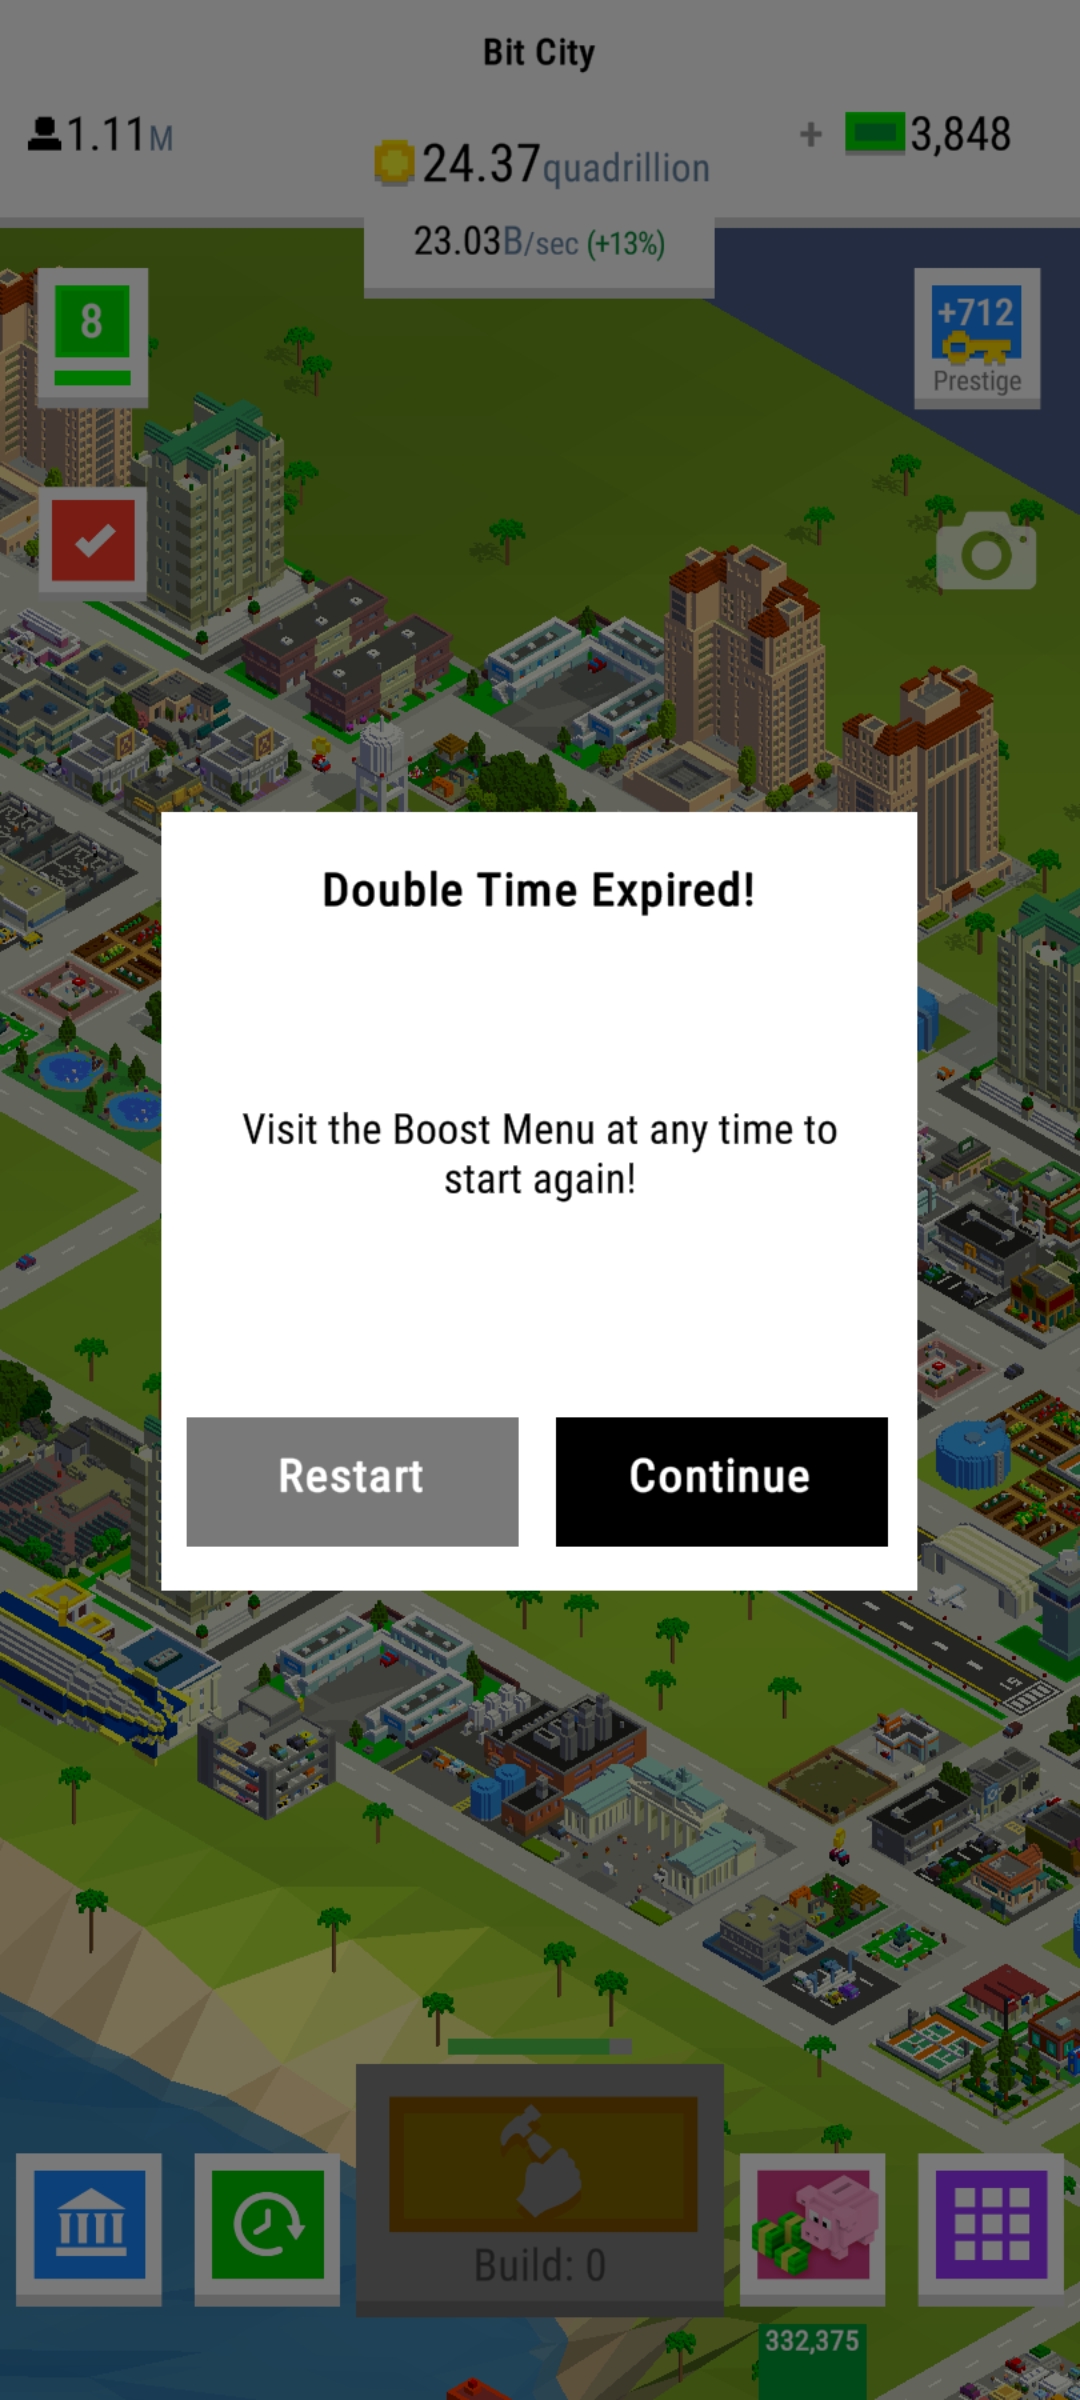 Bit City
1.11M
24.37quadrillion
+ 3,848
23.03B/sec (+13%)
8
+712
Prestige
Double Time Expired!
Visit the Boost Menu at any time to
start again!
Restart
Continue
Build: 0
332,375